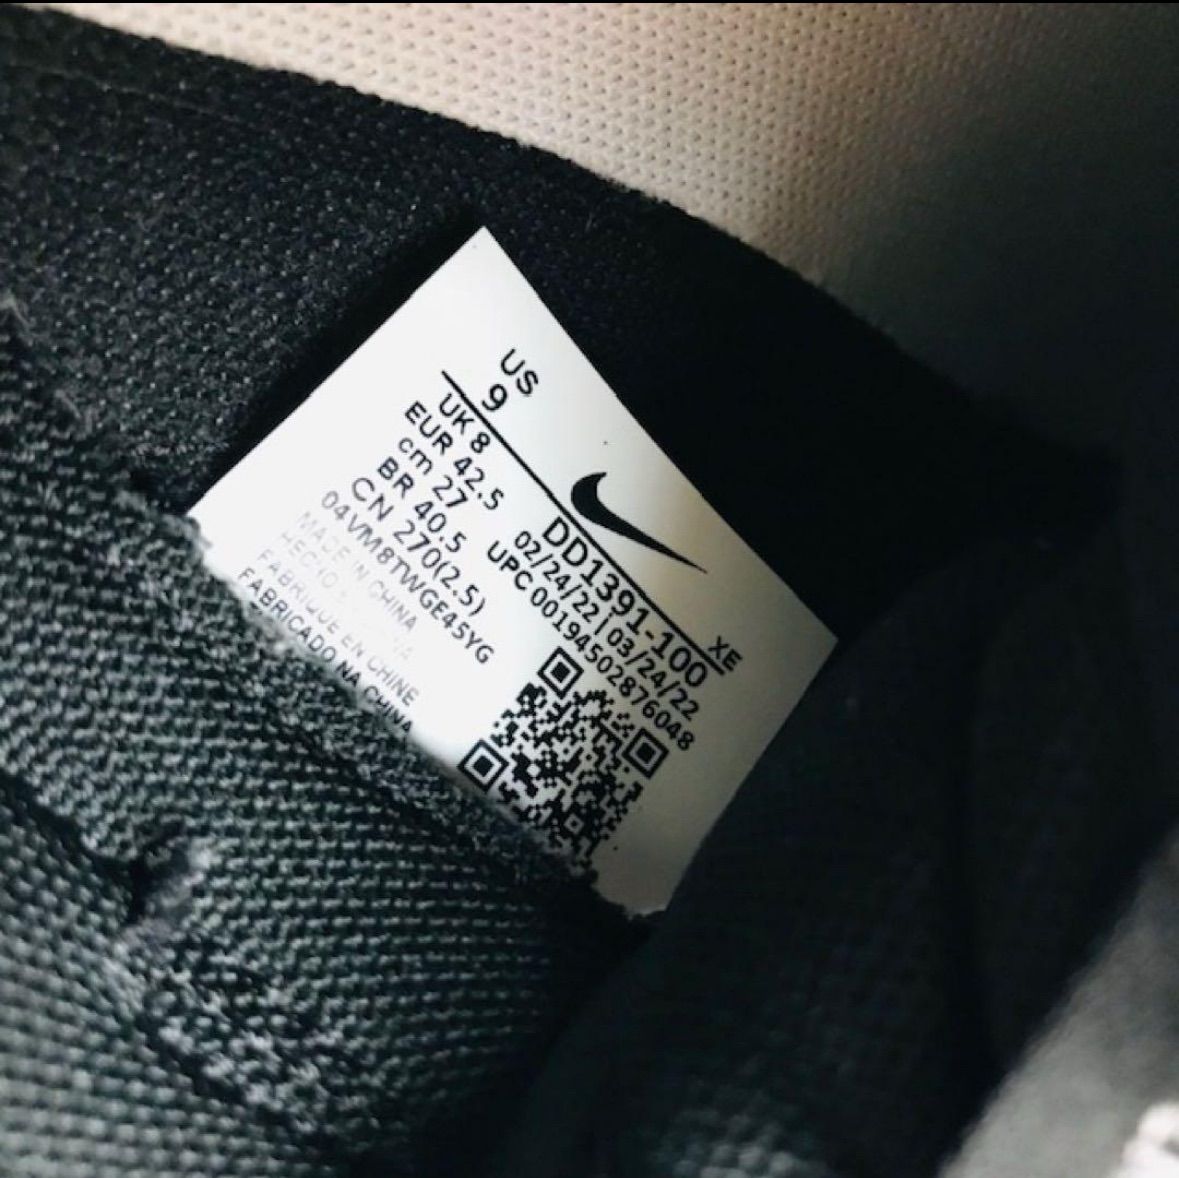 US
9
UK 8
EUR 42.5
cm 27
BR 40.5
CN 270(2.5)
04VM8TWGE45YG
MADE IN CHINA
HECHO
FABRIQUE EN CHINE
FABRICADO NA CHINA
XE
DD1391-100
02/24/22 | 03/24/22
UPC 00194502876048